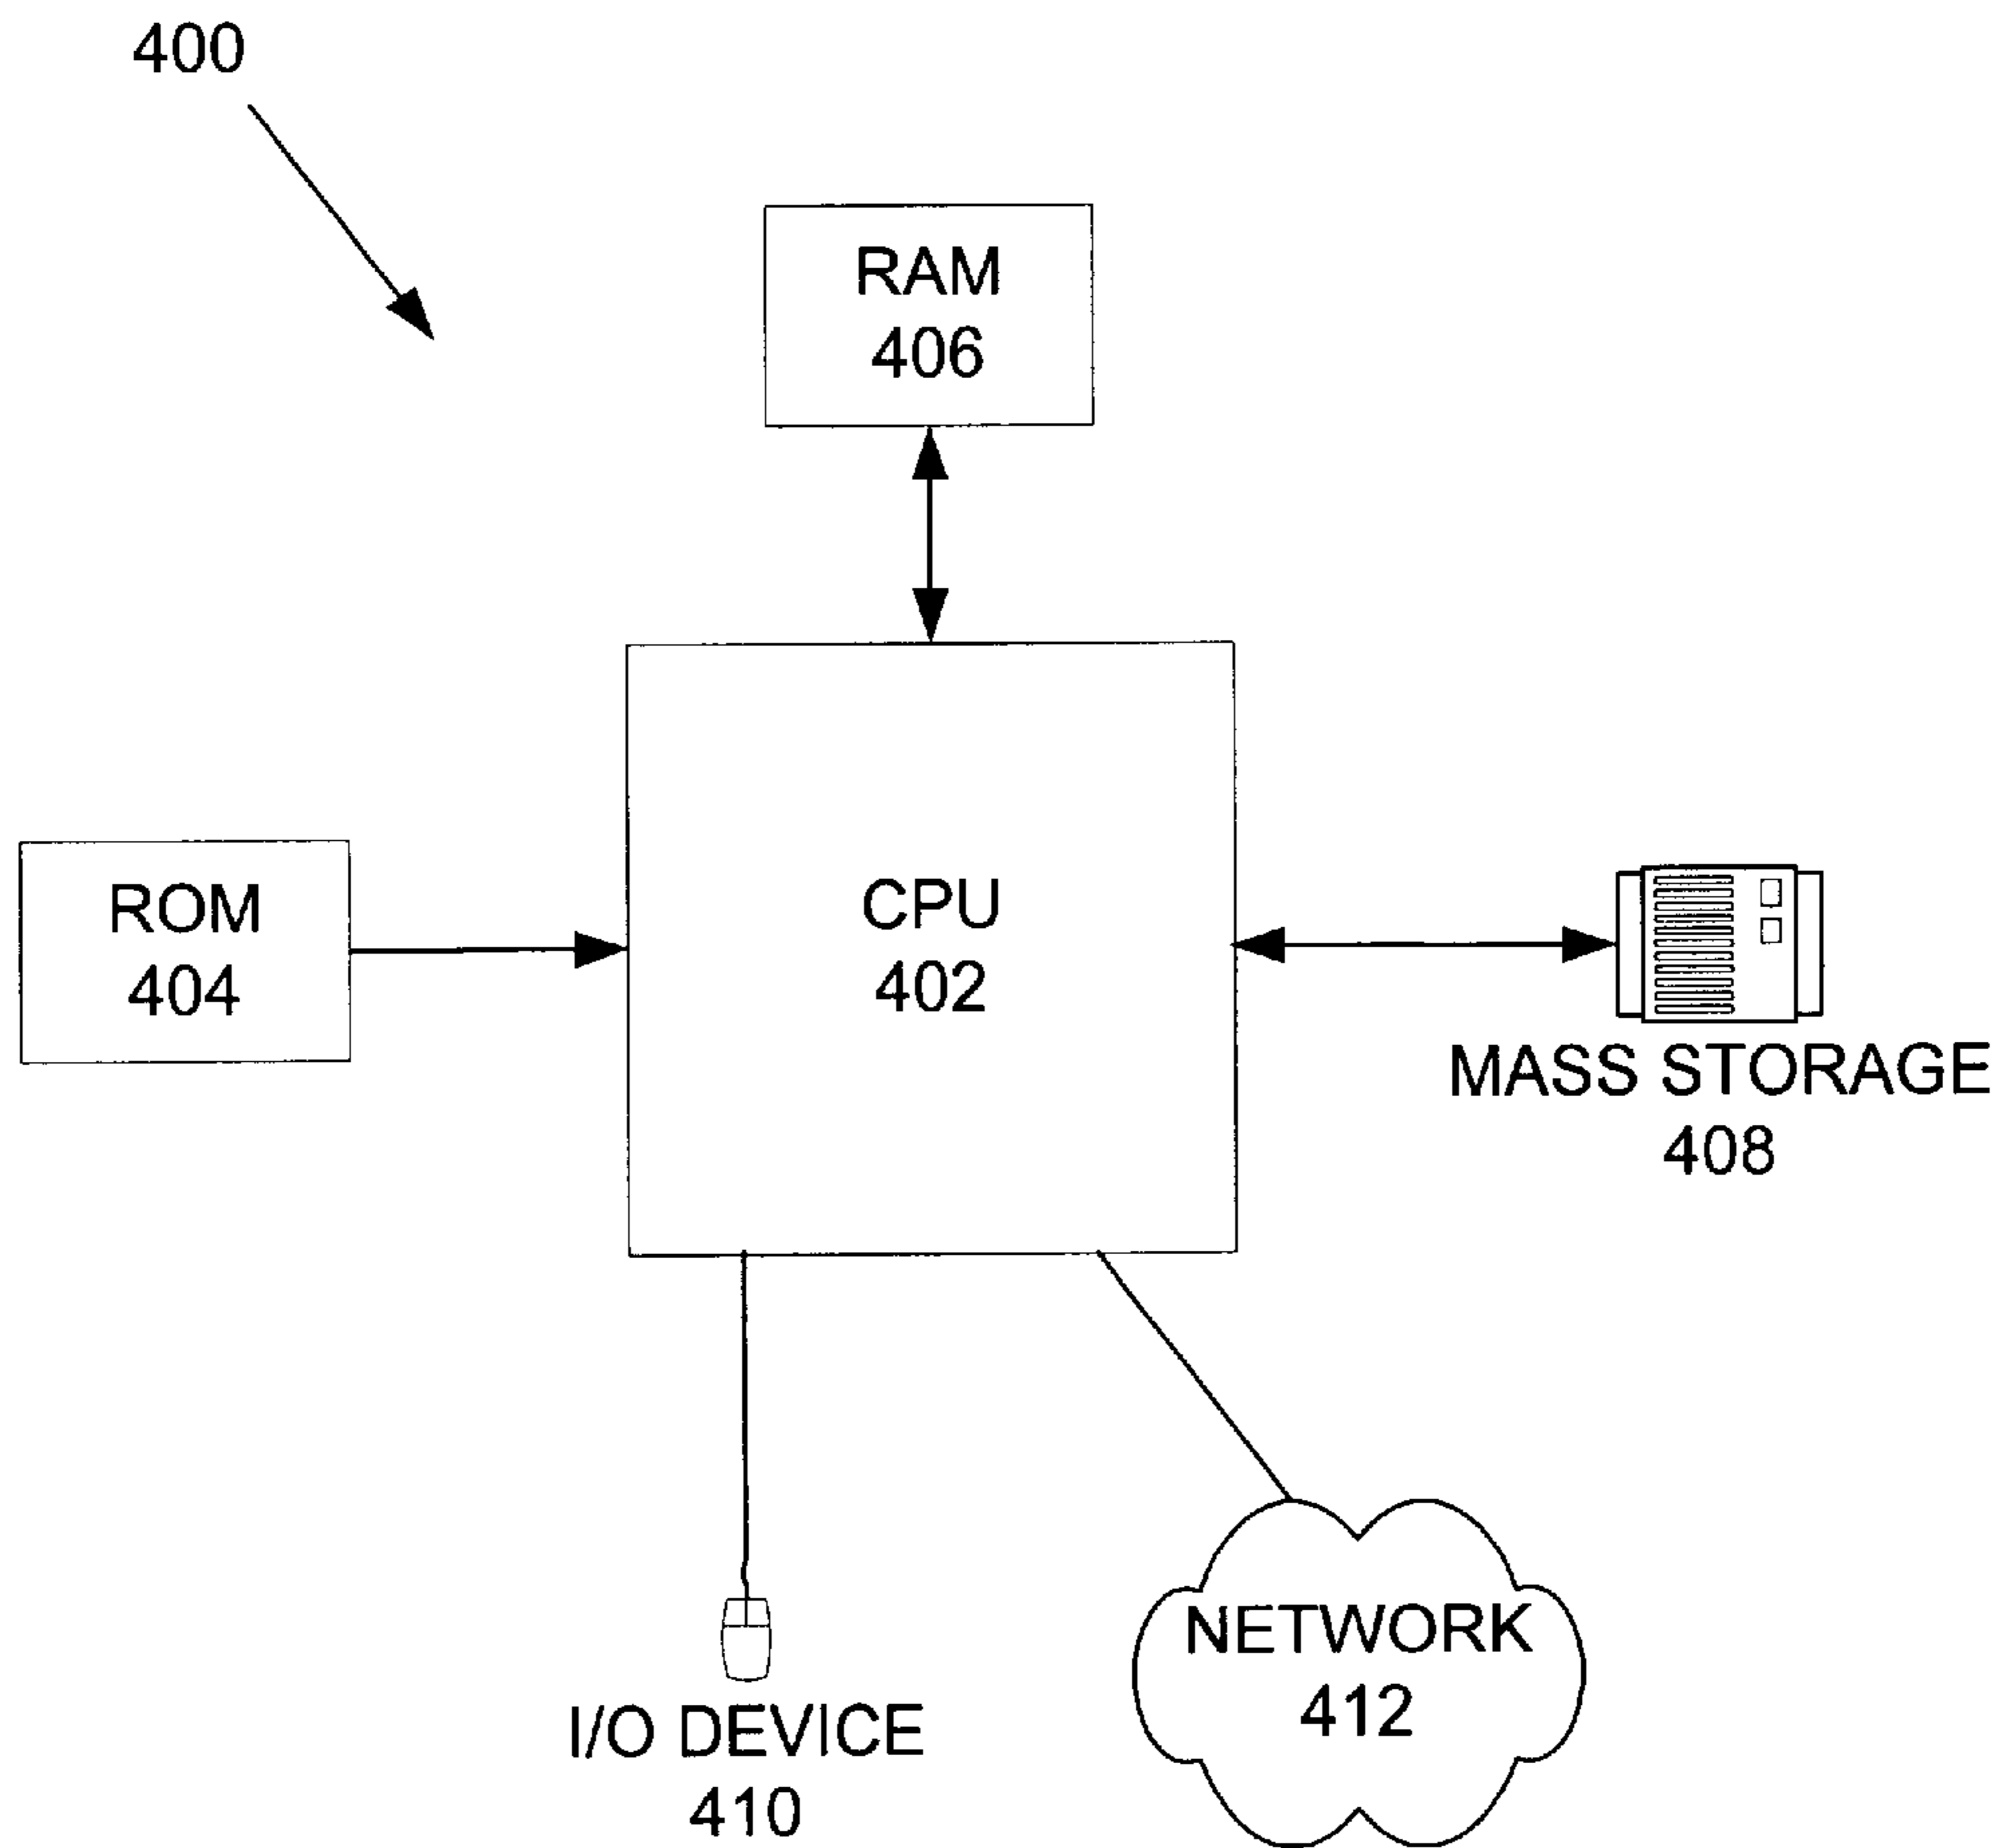 400
RAM
406
ROM
404
CPU
402
MASS STORAGE
408
I/O DEVICE
410
NETWORK
412